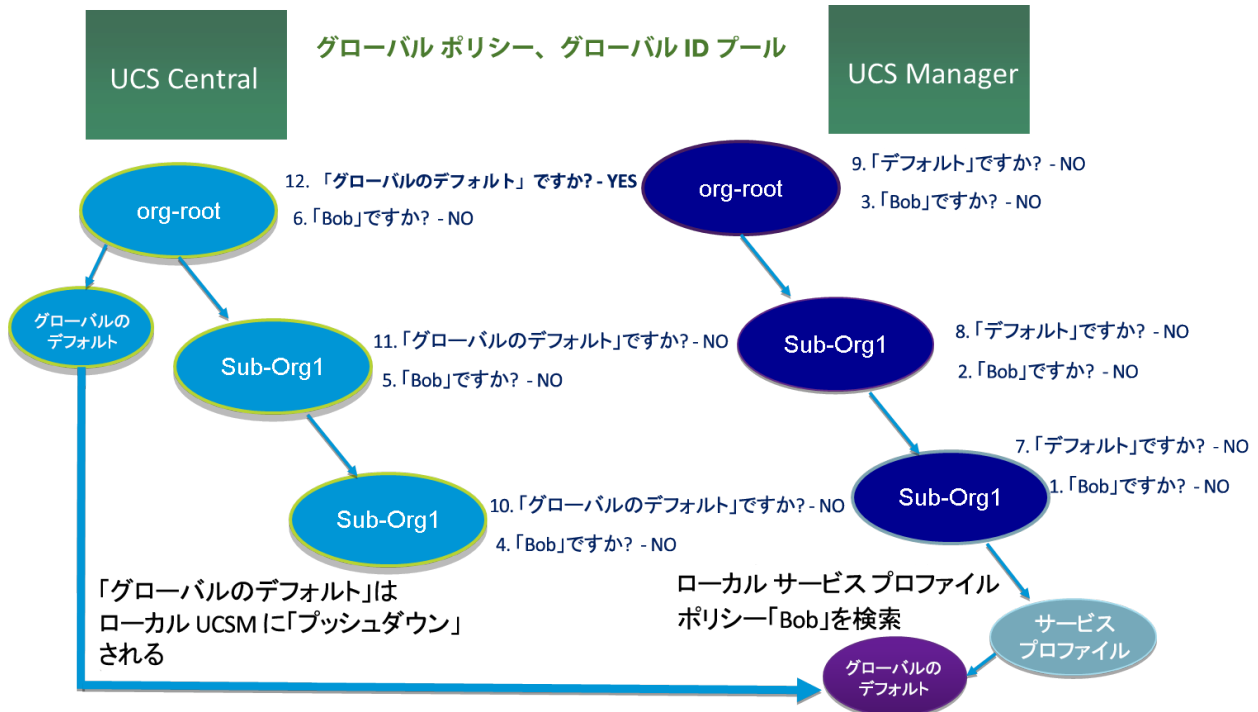 グローバル ポリシー、グローバル ID プール
UCS Central
UCS Manager
org-root
12. 「グローバルのデフォルト」ですか? - YES
6.「Bob」ですか? - NO
org-root
9.「デフォルト」ですか? - NO
3.「Bob」ですか? - NO
グローバルの
デフォルト
Sub-Org1
11.「グローバルのデフォルト」ですか? - NO
5.「Bob」ですか? - NO
Sub-Org1
8.「デフォルト」ですか? - NO
2.「Bob」ですか? - NO
Sub-Org1
10.「グローバルのデフォルト」ですか? - NO
4.「Bob」ですか? - NO
Sub-Org1
7.「デフォルト」ですか? - NO
1.「Bob」ですか? - NO
「グローバルのデフォルト」は
ローカル UCSM に「プッシュダウン」
される
ローカル サービス プロファイル
ポリシー「Bob」を検索
サービス
プロファイル
グローバルの
デフォルト